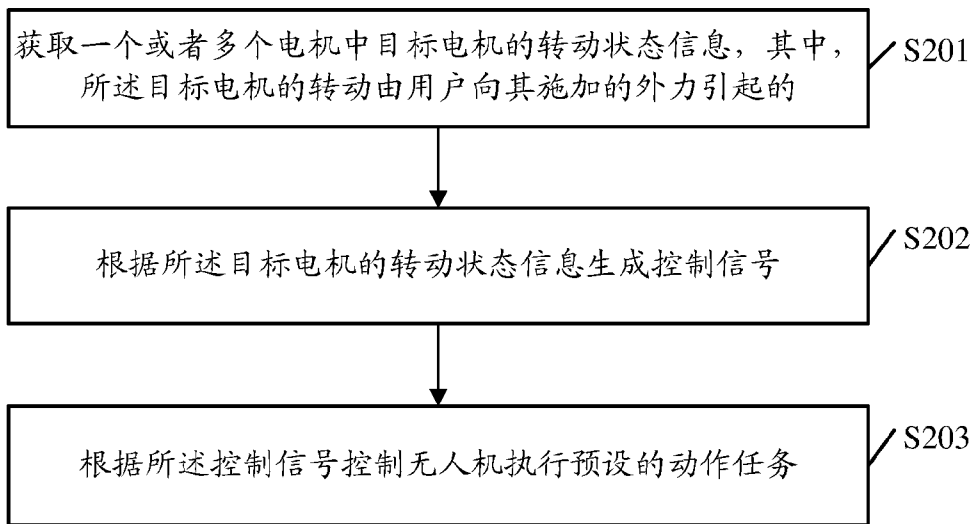 获取一个或者多个电机中目标电机的转动状态信息，其中，
所述目标电机的转动由用户向其施加的外力引起的
S201
根据所述目标电机的转动状态信息生成控制信号
S202
根据所述控制信号控制无人机执行预设的动作任务
S203